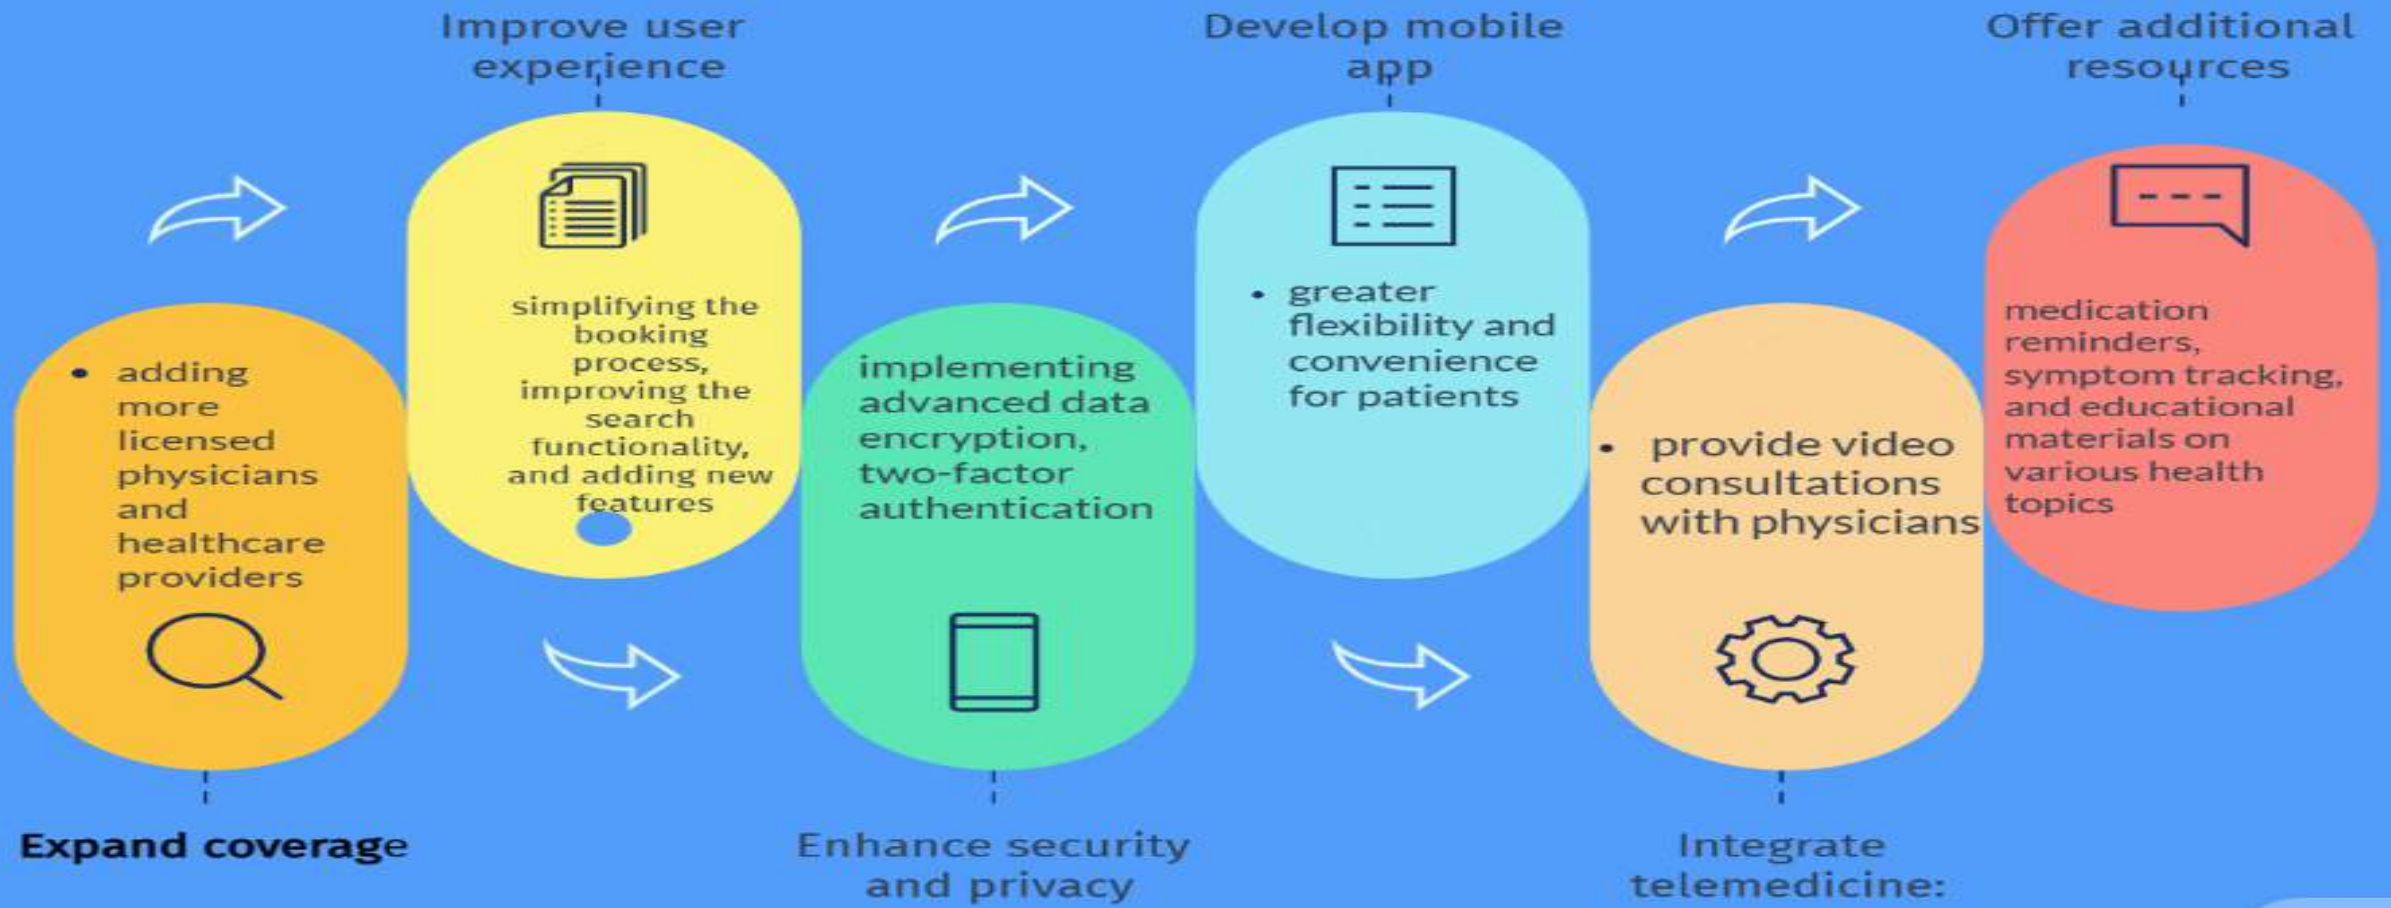 Expand coverage
• adding
more
licensed
physicians
and
healthcare
providers
Improve user
experience
simplifying the
booking
process,
improving the
search
functionality,
and adding new
features
Enhance security
and privacy
implementing
advanced data
encryption,
two-factor
authentication
Develop mobile
app
• greater
flexibility and
convenience
for patients
Integrate
telemedicine:
• provide video
consultations
with physicians
Offer additional
resources
medication
reminders,
symptom tracking,
and educational
materials on
various health
topics